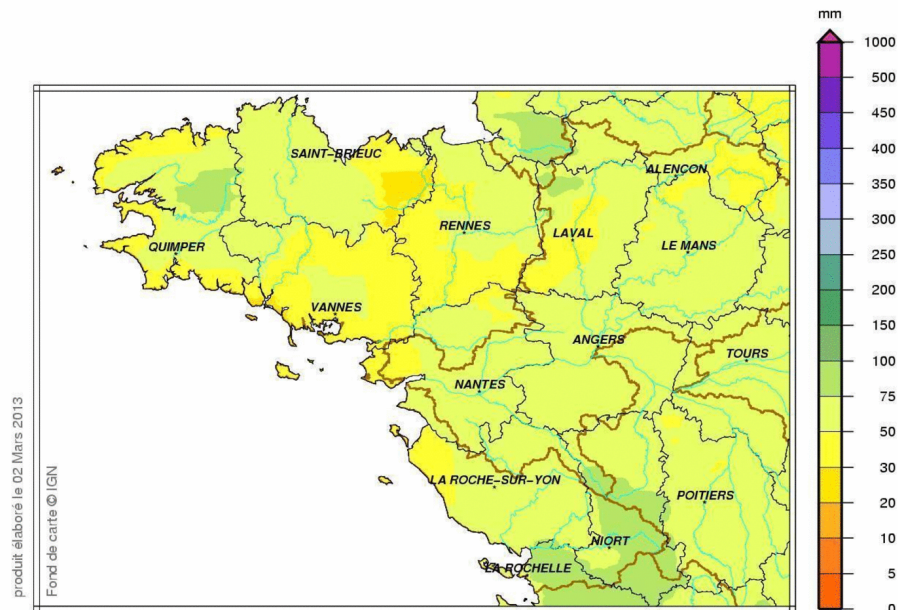 mm
1000
500
450
400
350
300
250
200
150
100
75
50
30
20
10
5
0
SAINT-BRIEUC
ALENCON
RENNES
LAVAL
QUIMPER
LE MANS
VANNES
ANGERS
TOURS
NANTES
LA ROCHE-SUR-YON
POITIERS
NIORT
LA ROCHELLE
produit élaboré le 02 Mars 2013
Fond de carte © IGN